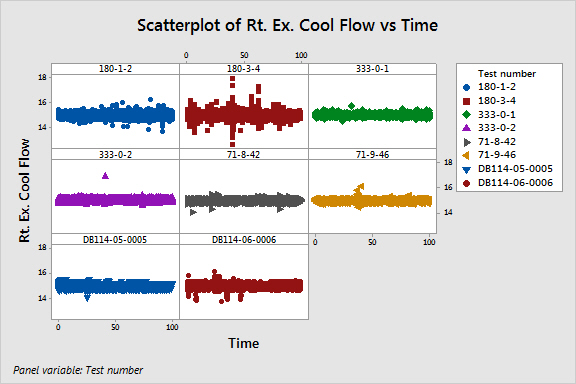 Scatterplot of Rt. Ex. Cool Flow vs Time
0 50 100
180-1-2 180-3-4 333-0-1
18
16
14
Rt. Ex. Cool Flow
333-0-2 71-8-42 71-9-46
18
16
14
0 50 100
DB114-05-0005 DB114-06-0006
18
16
14
0 50 100
Time
Test number
180-1-2
180-3-4
333-0-1
333-0-2
71-8-42
71-9-46
DB114-05-0005
DB114-06-0006
Panel variable: Test number